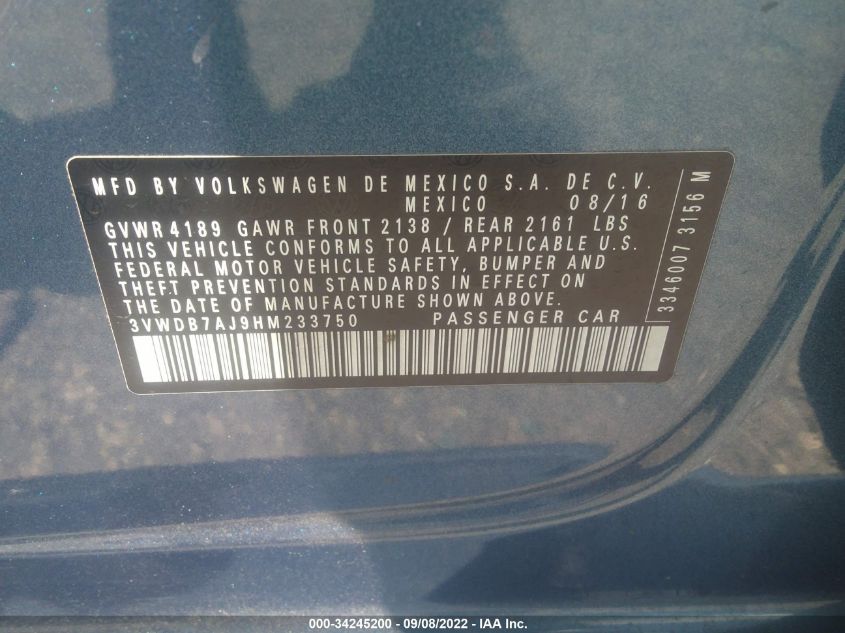 MFD BY VOLKSWAGEN DE MEXICO S.A. DE C.V.
MEXICO 08/16
GVWR 4189 GAWR FRONT 2138 / REAR 2161 LBS
THIS VEHICLE CONFORMS TO ALL APPLICABLE U.S.
FEDERAL MOTOR VEHICLE SAFETY, BUMPER AND
THEFT PREVENTION STANDARDS IN EFFECT ON
THE DATE OF MANUFACTURE SHOWN ABOVE.
3VWDB7AJ9HM233750 PASSENGER CAR
3346007 3156 M
000-34245200 - 09/08/2022 - IAA Inc.